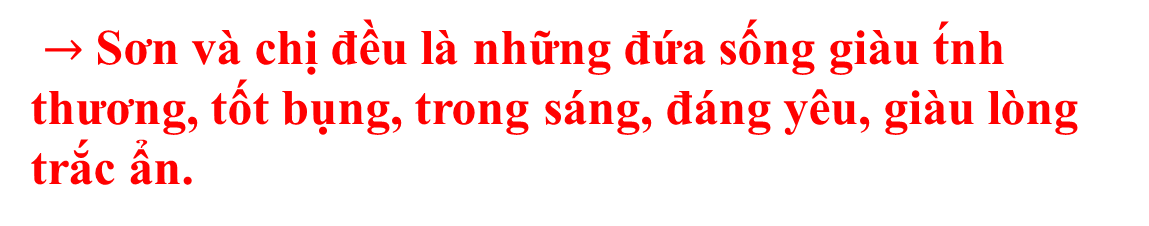 → Sơn và chị đều là những đứa sống giàu t́nh
thương, tốt bụng, trong sáng, đáng yêu, giàu lòng
trắc ẩn.